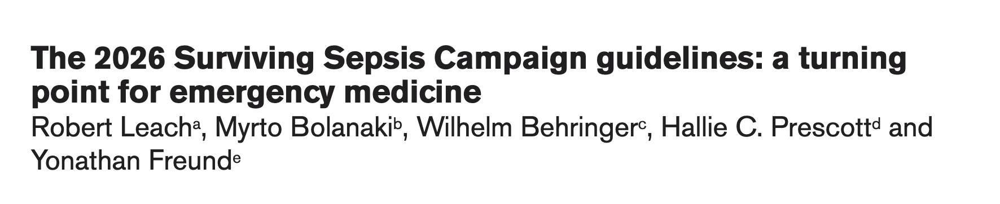 The 2026 Surviving Sepsis Campaign guidelines: a turning
point for emergency medicine
Robert Leachᵃ, Myrto Bolanakiᵇ, Wilhelm Behringerᶜ, Hallie C. Prescottᵈ and
Yonathan Freundᵉ